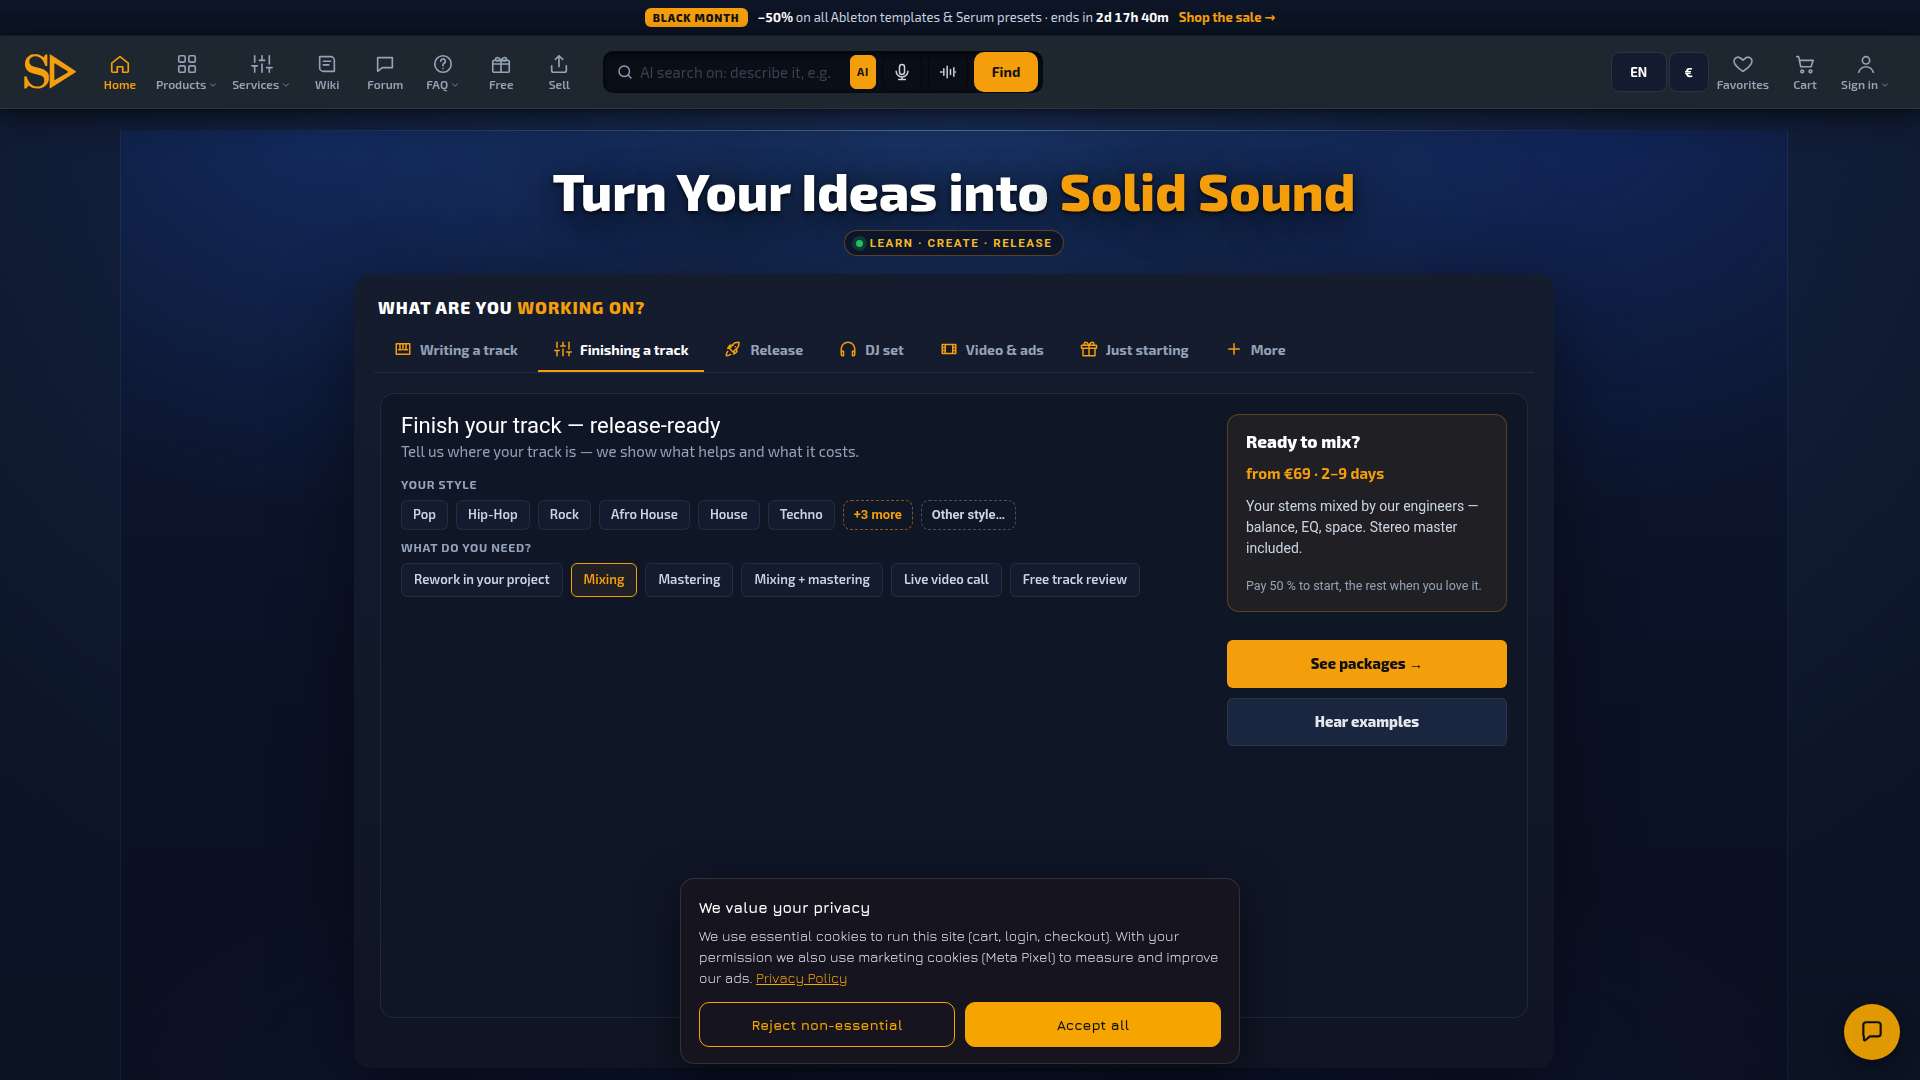 BLACK MONTH −50% on all Ableton templates & Serum presets · ends in 2d 17h 40m Shop the sale →
Home
Products
Services
Wiki
Forum
FAQ
Free
Sell
AI search on: describe it, e.g.
AI
Find
EN
€
Favorites
Cart
Sign in
Turn Your Ideas into Solid Sound
LEARN · CREATE · RELEASE
WHAT ARE YOU WORKING ON?
Writing a track
Finishing a track
Release
DJ set
Video & ads
Just starting
More
Finish your track — release-ready
Tell us where your track is — we show what helps and what it costs.
YOUR STYLE
Pop
Hip-Hop
Rock
Afro House
House
Techno
+3 more
Other style…
WHAT DO YOU NEED?
Rework in your project
Mixing
Mastering
Mixing + mastering
Live video call
Free track review
Ready to mix?
from €69 · 2–9 days
Your stems mixed by our engineers —
balance, EQ, space. Stereo master
included.
Pay 50 % to start, the rest when you love it.
See packages →
Hear examples
We value your privacy
We use essential cookies to run this site (cart, login, checkout). With your
permission we also use marketing cookies (Meta Pixel) to measure and improve
our ads. Privacy Policy
Reject non-essential
Accept all